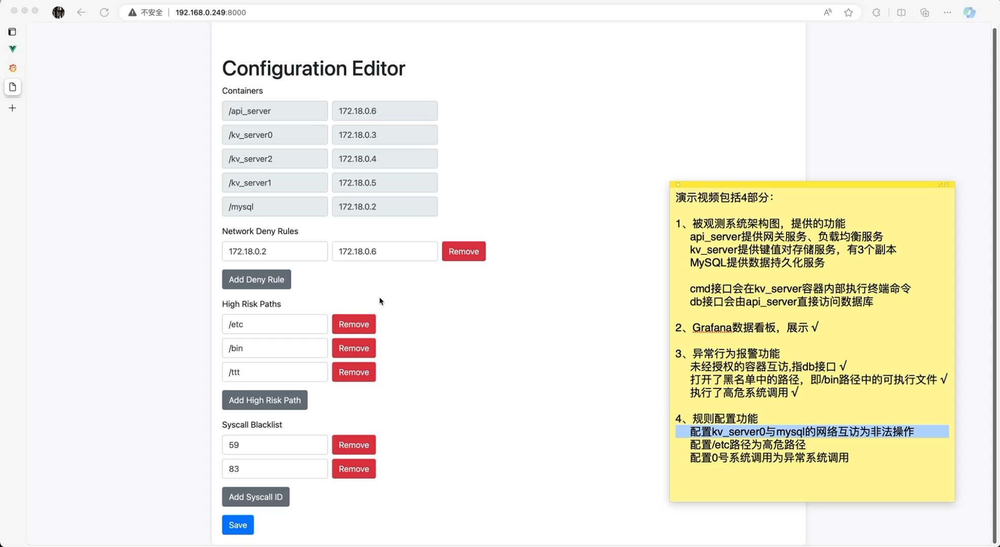 不安全
192.168.0.249:8000
Configuration Editor
Containers
/api_server 172.18.0.6
/kv_server0 172.18.0.3
/kv_server2 172.18.0.4
/kv_server1 172.18.0.5
/mysql 172.18.0.2
Network Deny Rules
172.18.0.2 172.18.0.6 Remove
Add Deny Rule
High Risk Paths
/etc Remove
/bin Remove
/ttt Remove
Add High Risk Path
Syscall Blacklist
59 Remove
83 Remove
Add Syscall ID
Save
演示视频包括4部分：
1、被观测系统架构图，提供的功能
api_server提供网关服务、负载均衡服务
kv_server提供键值对存储服务，有3个副本
MySQL提供数据持久化服务
cmd接口会在kv_server容器内部执行终端命令
db接口会由api_server直接访问数据库
2、Grafana数据看板，展示 √
3、异常行为报警功能
未经授权的容器互访,指db接口 √
打开了黑名单中的路径，即/bin路径中的可执行文件 √
执行了高危系统调用 √
4、规则配置功能
配置kv_server0与mysql的网络互访为非法操作
配置/etc路径为高危路径
配置0号系统调用为异常系统调用